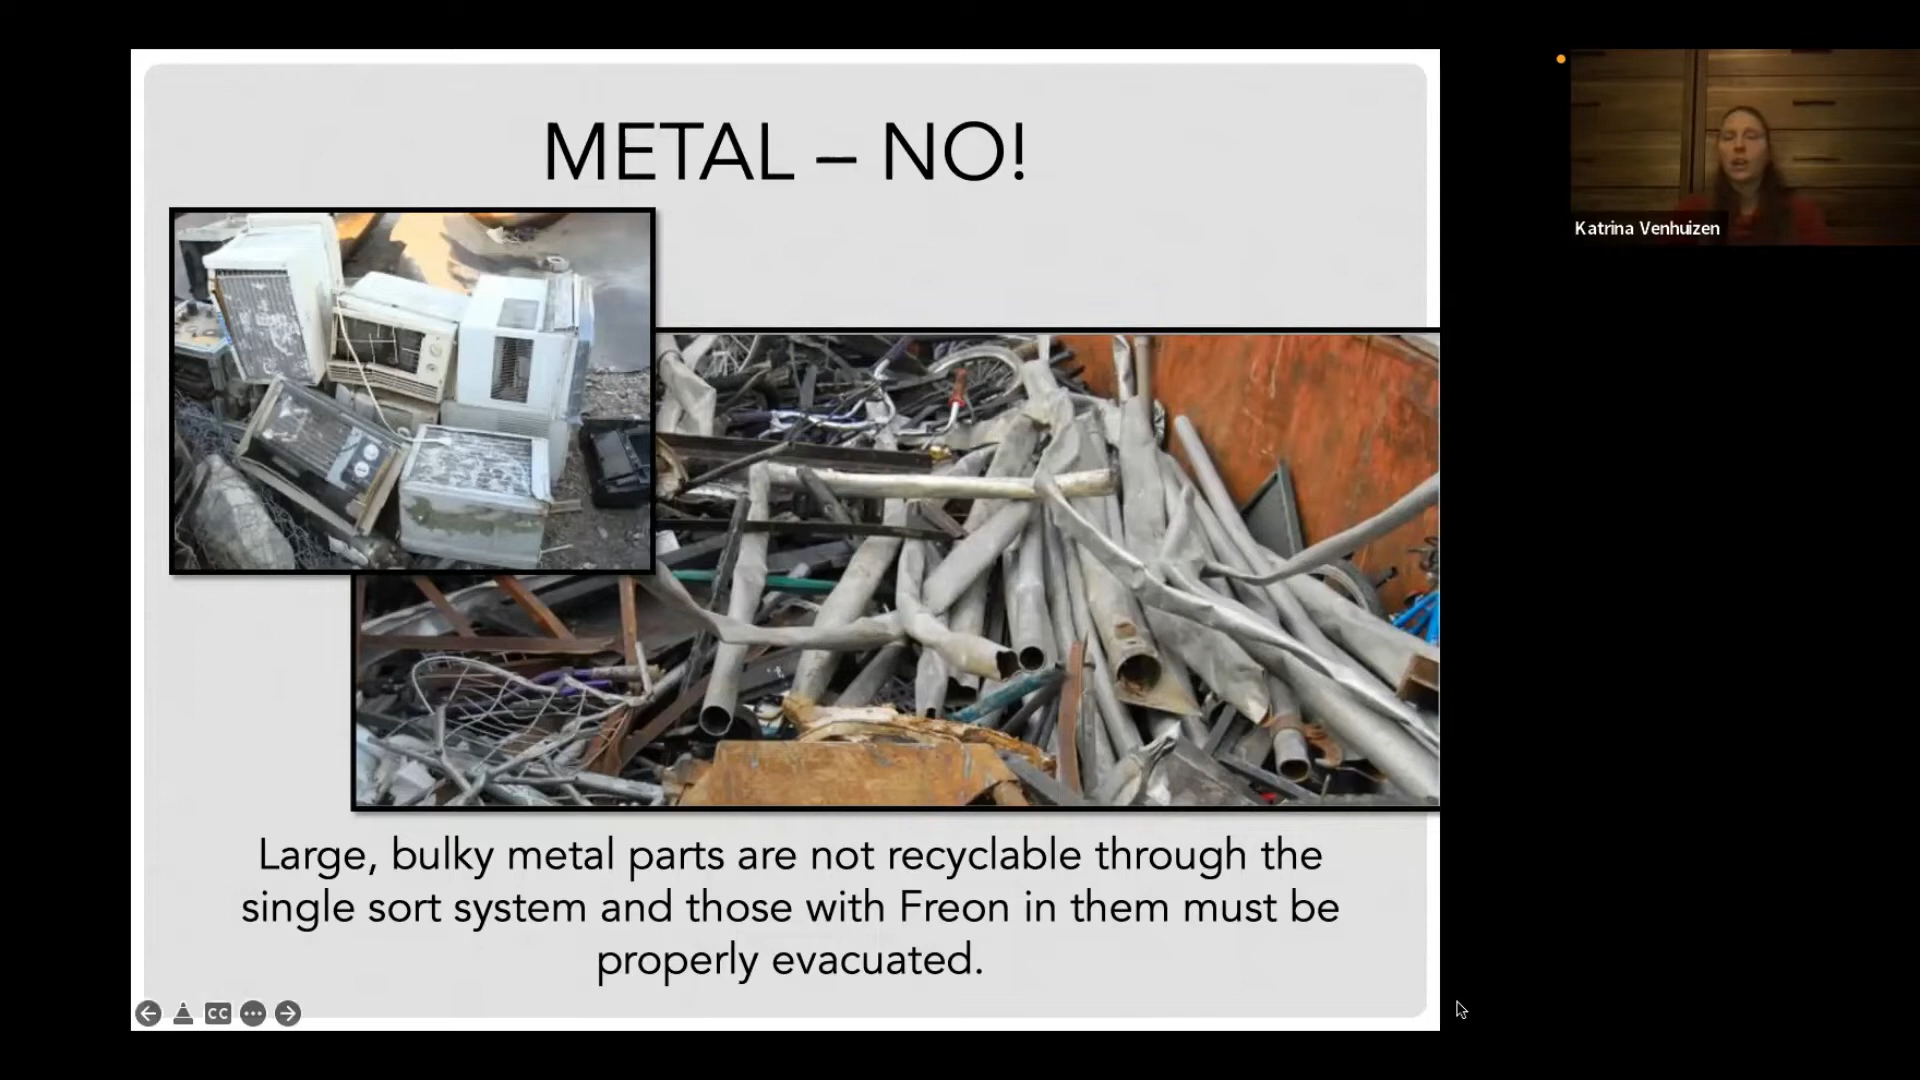 METAL – NO!
Katrina Venhuizen
Large, bulky metal parts are not recyclable through the
single sort system and those with Freon in them must be
properly evacuated.
CC